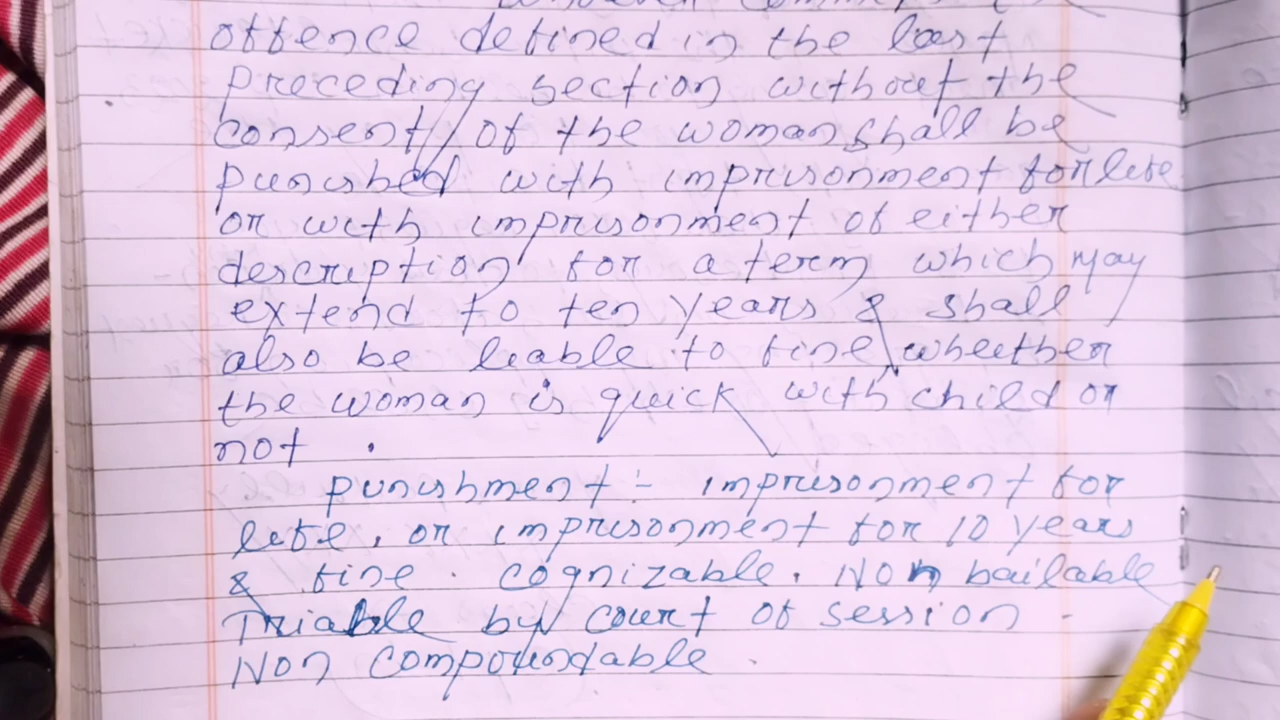 offence defined in the last
preceding section without the
consent of the woman shall be
punished with imprisonment for life
or with imprisonment of either
description for a term which may
extend to ten years & shall
also be liable to fine, wheether
the woman is quick with child or
not .
punishment :- imprisonment for
life, or imprisonment for 10 years
& fine . cognizable . Non bailable
Triable by court of session -
Non compoundable .